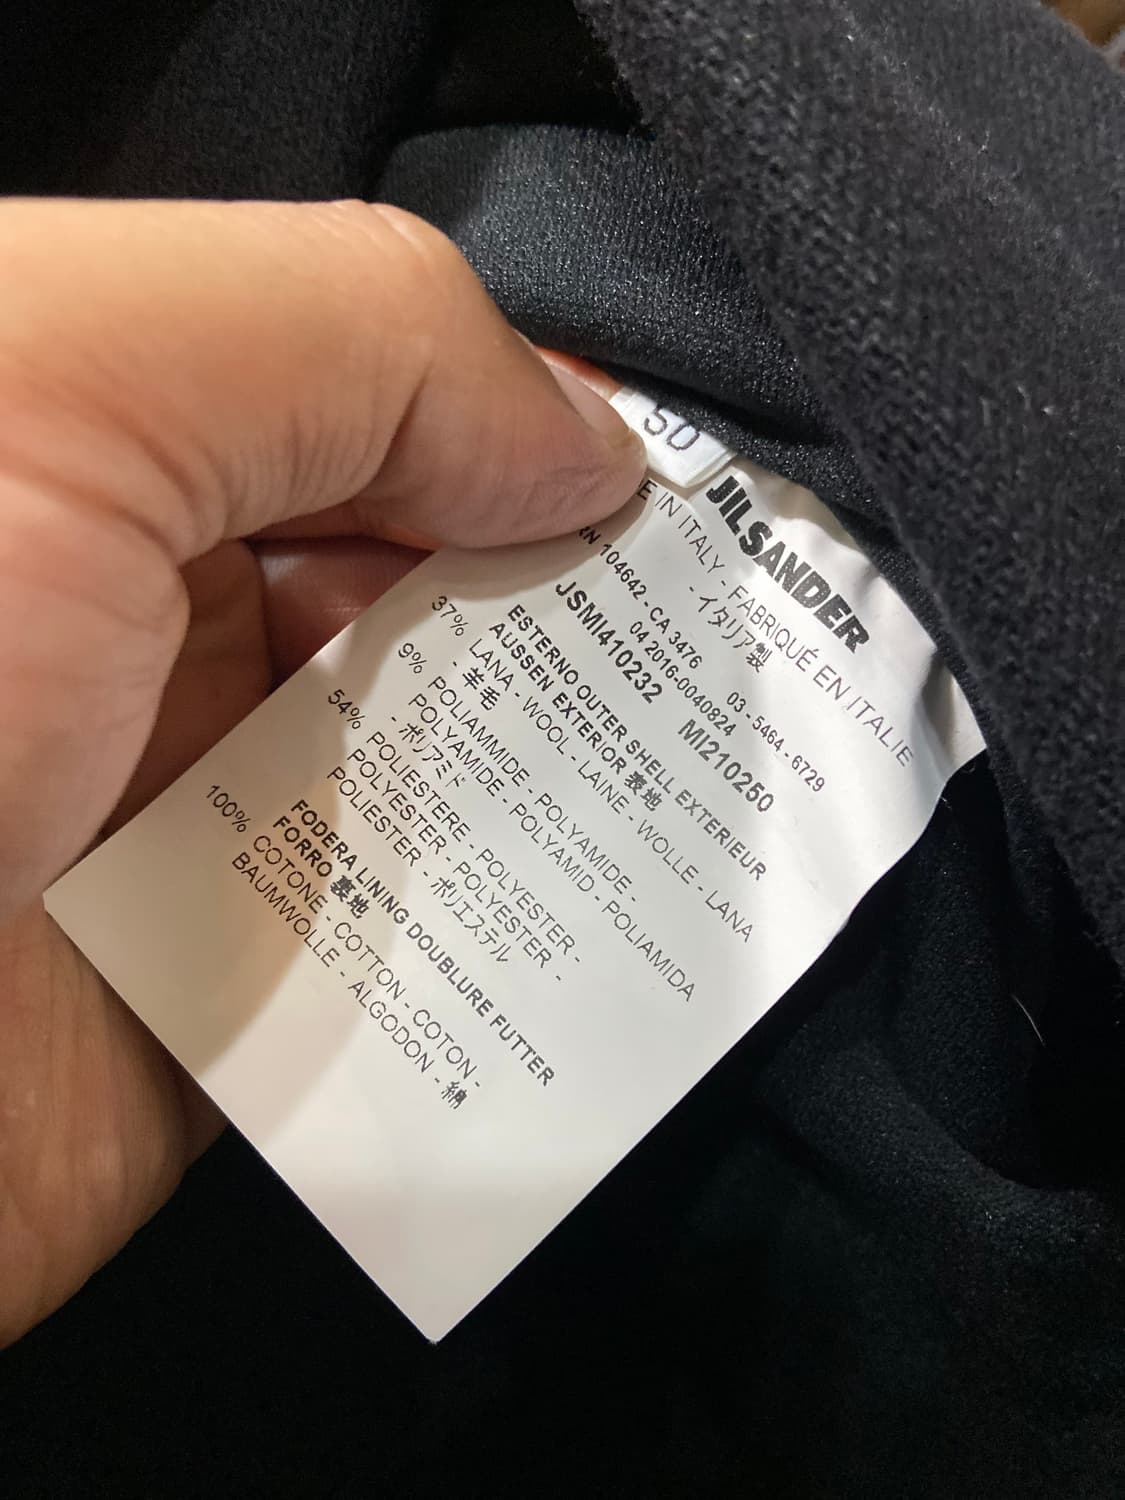 50
JIL SANDER
E IN ITALY - FABRIQUÉ EN ITALIE
- イタリア製
RN 104642 - CA 3476 03 - 5464 - 6729
04 2016-0040824
JSMI410232 MI210250
ESTERNO OUTER SHELL EXTERIEUR
AUSSEN EXTERIOR 表地
37% LANA - WOOL - LAINE - WOLLE - LANA
- 羊毛
9% POLIAMMIDE - POLYAMIDE -
POLYAMIDE - POLYAMID - POLIAMIDA
- ポリアミド
54% POLIESTERE - POLYESTER -
POLYESTER - POLYESTER -
POLIESTER - ポリエステル
FODERA LINING DOUBLURE FUTTER
FORRO 裏地
100% COTONE - COTTON - COTON -
BAUMWOLLE - ALGODON - 綿